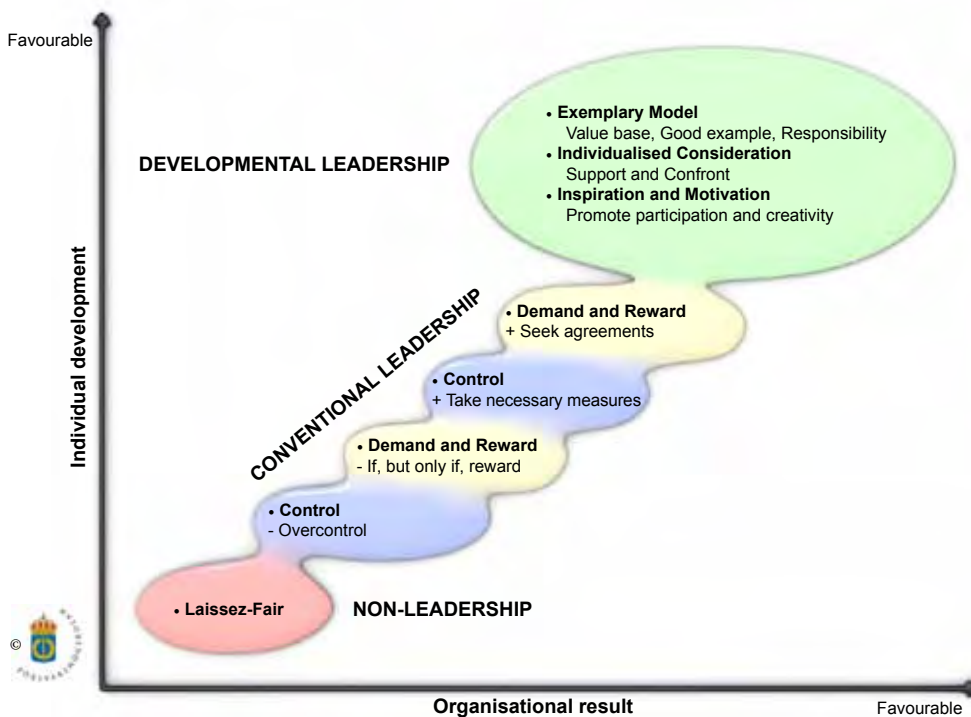 Favourable
• Exemplary Model
Value base, Good example, Responsibility
• Individualised Consideration
Support and Confront
• Inspiration and Motivation
Promote participation and creativity
DEVELOPMENTAL LEADERSHIP
Individual development
CONVENTIONAL LEADERSHIP
• Demand and Reward
+ Seek agreements
• Control
+ Take necessary measures
• Demand and Reward
- If, but only if, reward
• Control
- Overcontrol
• Laissez-Fair
NON-LEADERSHIP
©
Organisational result
Favourable